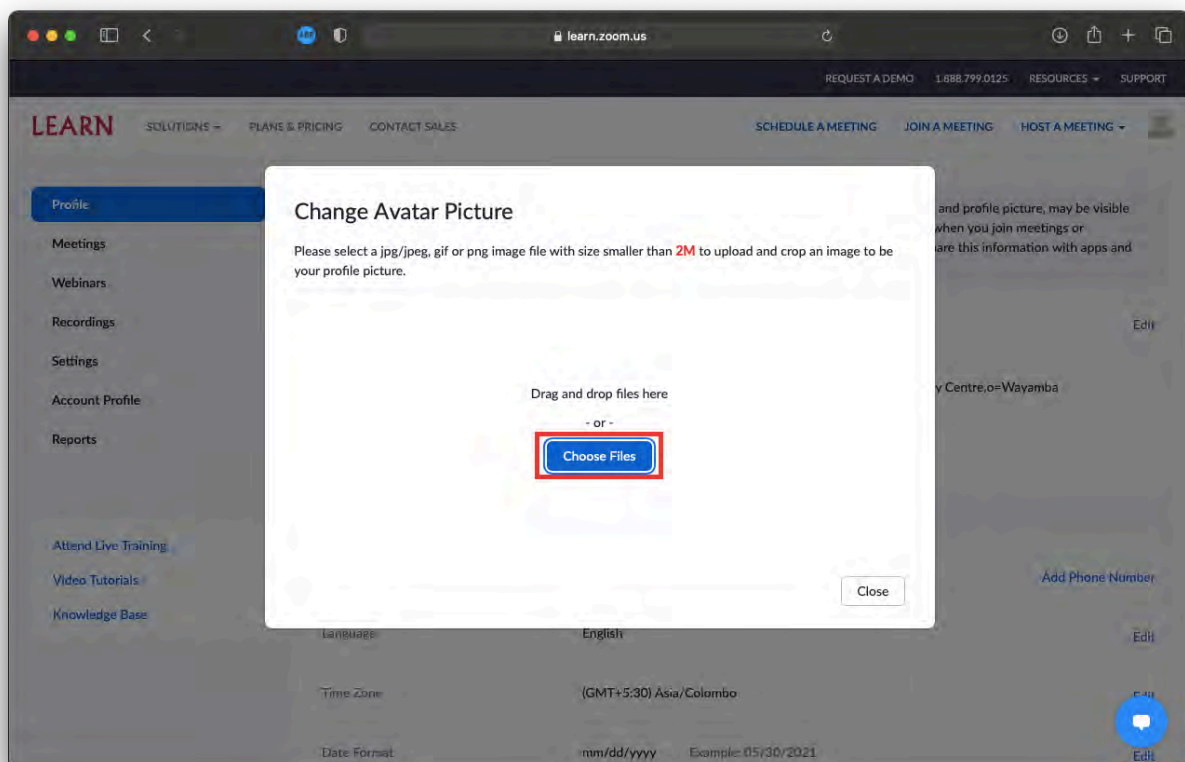 learn.zoom.us
REQUEST A DEMO 1.888.799.0125 RESOURCES SUPPORT
LEARN SOLUTIONS PLANS & PRICING CONTACT SALES SCHEDULE A MEETING JOIN A MEETING HOST A MEETING
Profile
Meetings
Webinars
Recordings
Settings
Account Profile
Reports
Attend Live Training
Video Tutorials
Knowledge Base
Change Avatar Picture
Please select a jpg/jpeg, gif or png image file with size smaller than 2M to upload and crop an image to be
your profile picture.
Drag and drop files here
- or -
Choose Files
Close
and profile picture, may be visible
when you join meetings or
are this information with apps and
Edit
y Centre,o=Wayamba
Add Phone Number
Language English Edit
Time Zone (GMT+5:30) Asia/Colombo Edit
Date Format mm/dd/yyyy Example: 05/30/2021 Edit